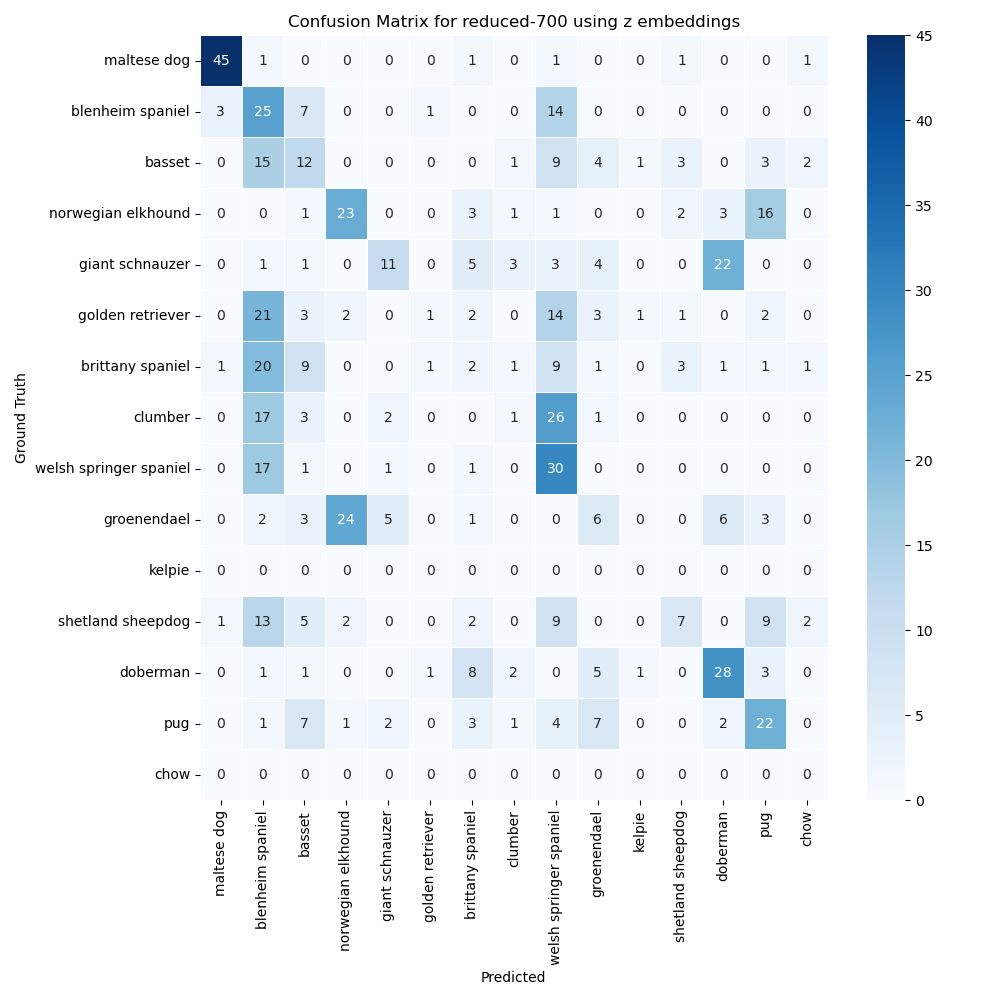 Confusion Matrix for reduced-700 using z embeddings
maltese dog 45 1 0 0 0 0 1 0 1 0 0 1 0 0 1
blenheim spaniel 3 25 7 0 0 1 0 0 14 0 0 0 0 0 0
basset 0 15 12 0 0 0 0 1 9 4 1 3 0 3 2
norwegian elkhound 0 0 1 23 0 0 3 1 1 0 0 2 3 16 0
giant schnauzer 0 1 1 0 11 0 5 3 3 4 0 0 22 0 0
golden retriever 0 21 3 2 0 1 2 0 14 3 1 1 0 2 0
brittany spaniel 1 20 9 0 0 1 2 1 9 1 0 3 1 1 1
clumber 0 17 3 0 2 0 0 1 26 1 0 0 0 0 0
welsh springer spaniel 0 17 1 0 1 0 1 0 30 0 0 0 0 0 0
groenendael 0 2 3 24 5 0 1 0 0 6 0 0 6 3 0
kelpie 0 0 0 0 0 0 0 0 0 0 0 0 0 0 0
shetland sheepdog 1 13 5 2 0 0 2 0 9 0 0 7 0 9 2
doberman 0 1 1 0 0 1 8 2 0 5 1 0 28 3 0
pug 0 1 7 1 2 0 3 1 4 7 0 0 2 22 0
chow 0 0 0 0 0 0 0 0 0 0 0 0 0 0 0
Ground Truth
maltese dog
blenheim spaniel
basset
norwegian elkhound
giant schnauzer
golden retriever
brittany spaniel
clumber
welsh springer spaniel
groenendael
kelpie
shetland sheepdog
doberman
pug
chow
Predicted
45
40
35
30
25
20
15
10
5
0